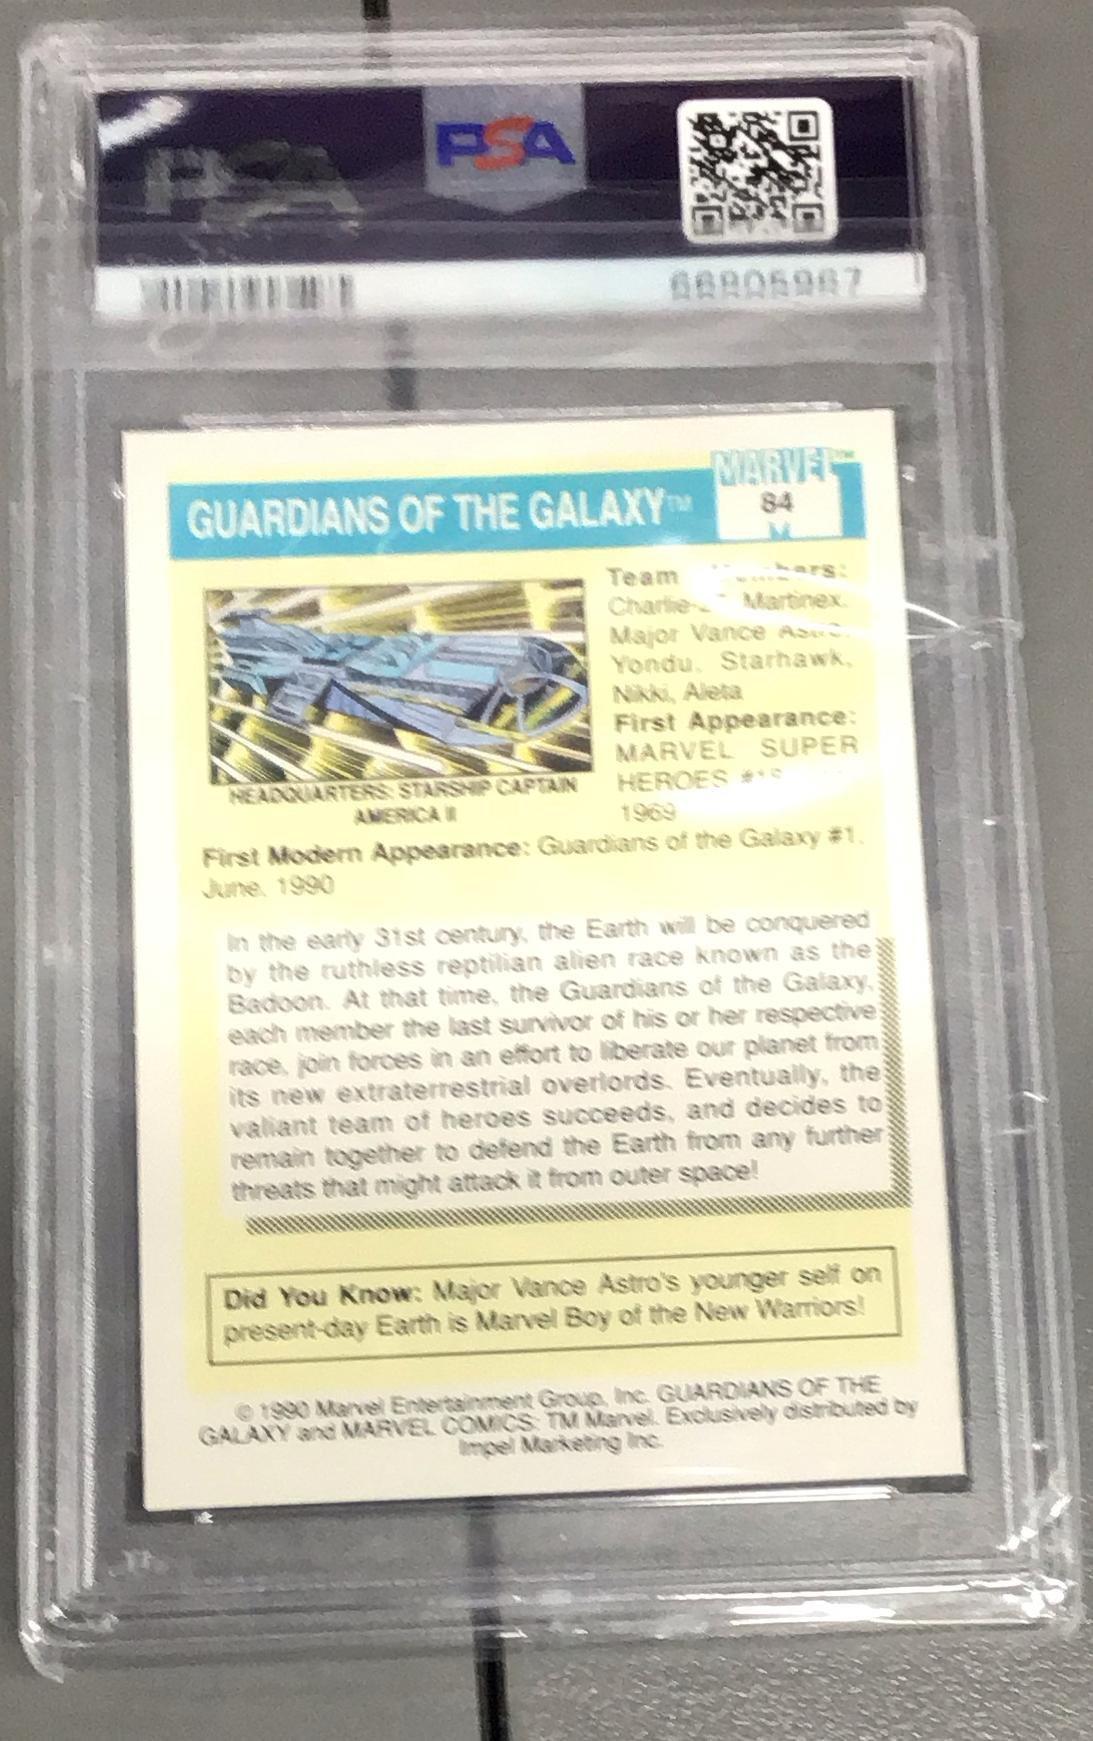 PSA
PSA
66805967
MARVEL™
GUARDIANS OF THE GALAXY™
84
M
Team Members:
Charlie- Martinex,
Major Vance
Yondu, Starhawk,
Nikki, Aleta
First Appearance:
MARVEL SUPER
HEROES
1969
HEADQUARTERS: STARSHIP CAPTAIN
AMERICA II
First Modern Appearance: Guardians of the Galaxy #1,
June, 1990
In the early 31st century, the Earth will be conquered
by the ruthless reptilian alien race known as the
Badoon. At that time, the Guardians of the Galaxy,
each member the last survivor of his or her respective
race, join forces in an effort to liberate our planet from
its new extraterrestrial overlords. Eventually, the
valiant team of heroes succeeds, and decides to
remain together to defend the Earth from any further
threats that might attack it from outer space!
Did You Know: Major Vance Astro's younger self on
present-day Earth is Marvel Boy of the New Warriors!
© 1990 Marvel Entertainment Group, Inc. GUARDIANS OF THE
GALAXY and MARVEL COMICS: TM Marvel. Exclusively distributed by
Impel Marketing Inc.